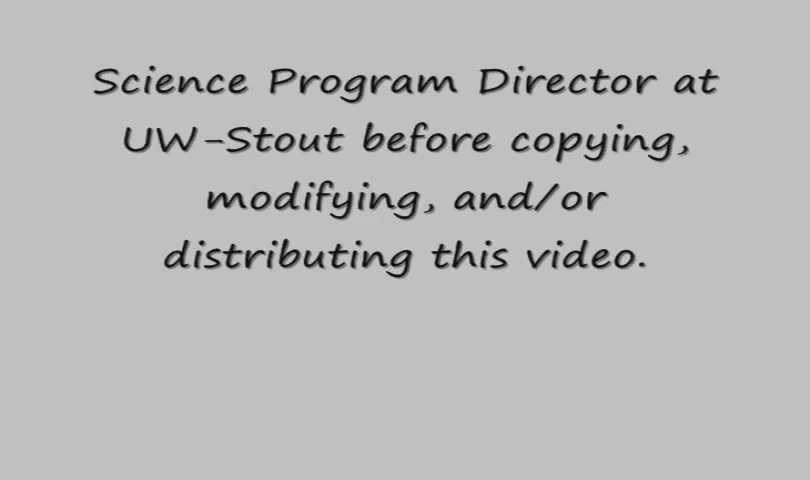 Science Program Director at
UW-Stout before copying,
modifying, and/or
distributing this video.